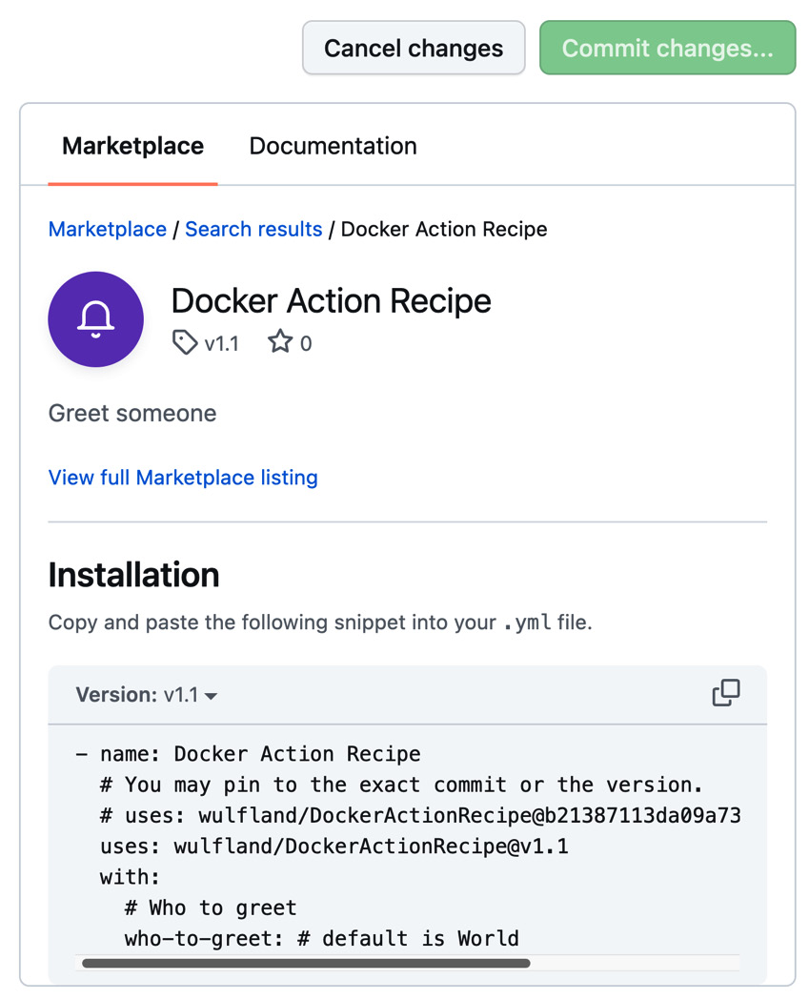 Cancel changes
Commit changes...
Marketplace
Documentation
Marketplace / Search results / Docker Action Recipe
Docker Action Recipe
v1.1
0
Greet someone
View full Marketplace listing
Installation
Copy and paste the following snippet into your .yml file.
Version: v1.1
- name: Docker Action Recipe
# You may pin to the exact commit or the version.
# uses: wulfland/DockerActionRecipe@b21387113da09a73
uses: wulfland/DockerActionRecipe@v1.1
with:
# Who to greet
who-to-greet: # default is World